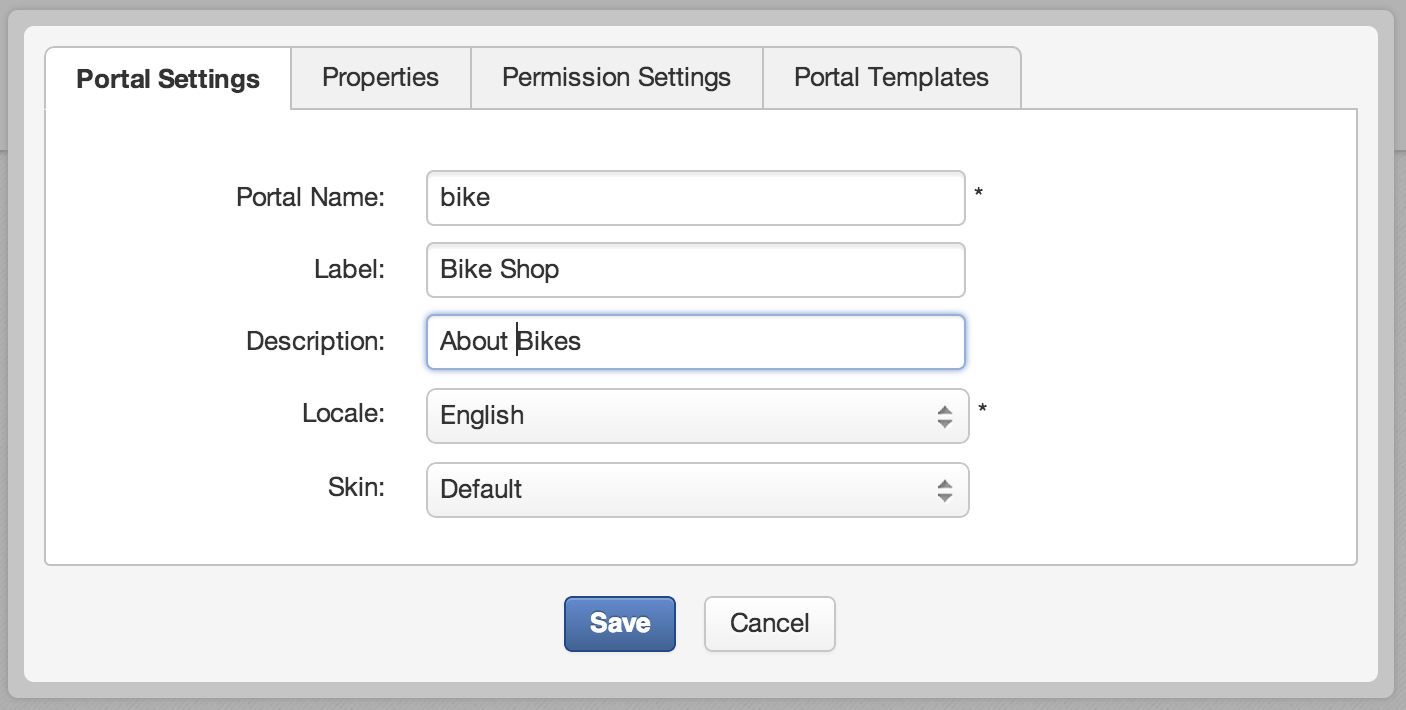 Portal Settings Properties Permission Settings Portal Templates
Portal Name: bike *
Label: Bike Shop
Description: About Bikes
Locale: English *
Skin: Default
Save Cancel